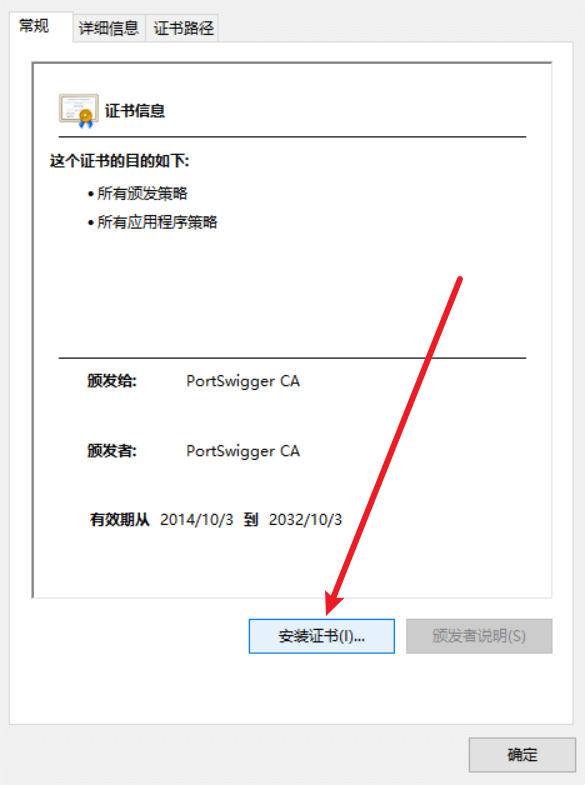 常规 详细信息 证书路径
证书信息
这个证书的目的如下:
• 所有颁发策略
• 所有应用程序策略
颁发给: PortSwigger CA
颁发者: PortSwigger CA
有效期从 2014/10/3 到 2032/10/3
安装证书(I)... 颁发者说明(S)
确定